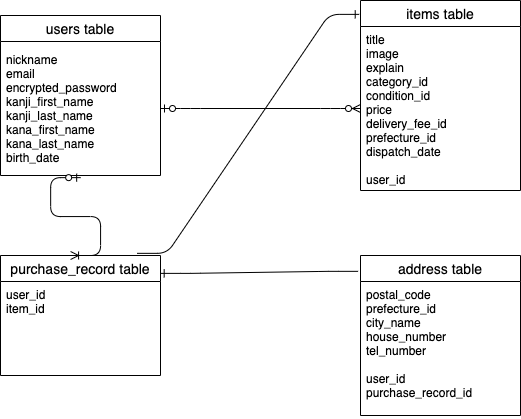 users table
nickname
email
encrypted_password
kanji_first_name
kanji_last_name
kana_first_name
kana_last_name
birth_date
items table
title
image
explain
category_id
condition_id
price
delivery_fee_id
prefecture_id
dispatch_date
user_id
purchase_record table
user_id
item_id
address table
postal_code
prefecture_id
city_name
house_number
tel_number
user_id
purchase_record_id